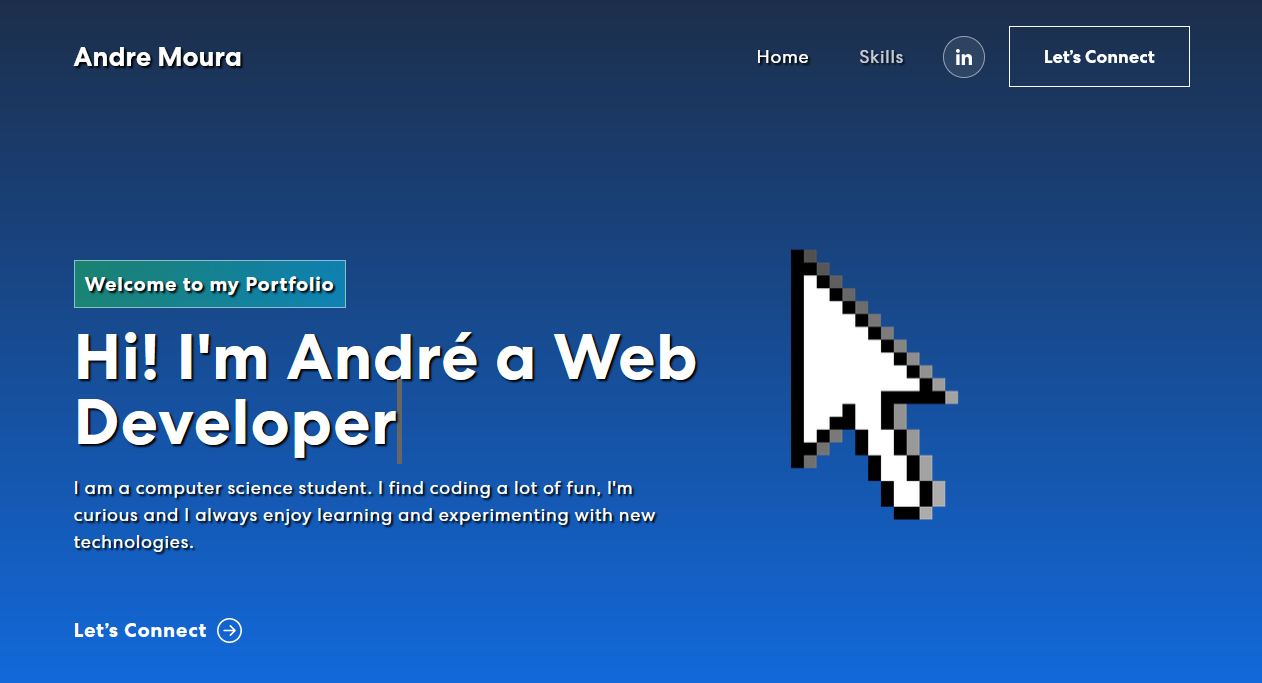 Andre Moura
Home
Skills
in
Let’s Connect
Welcome to my Portfolio
Hi! I'm André a Web
Developer
I am a computer science student. I find coding a lot of fun, I'm
curious and I always enjoy learning and experimenting with new
technologies.
Let’s Connect